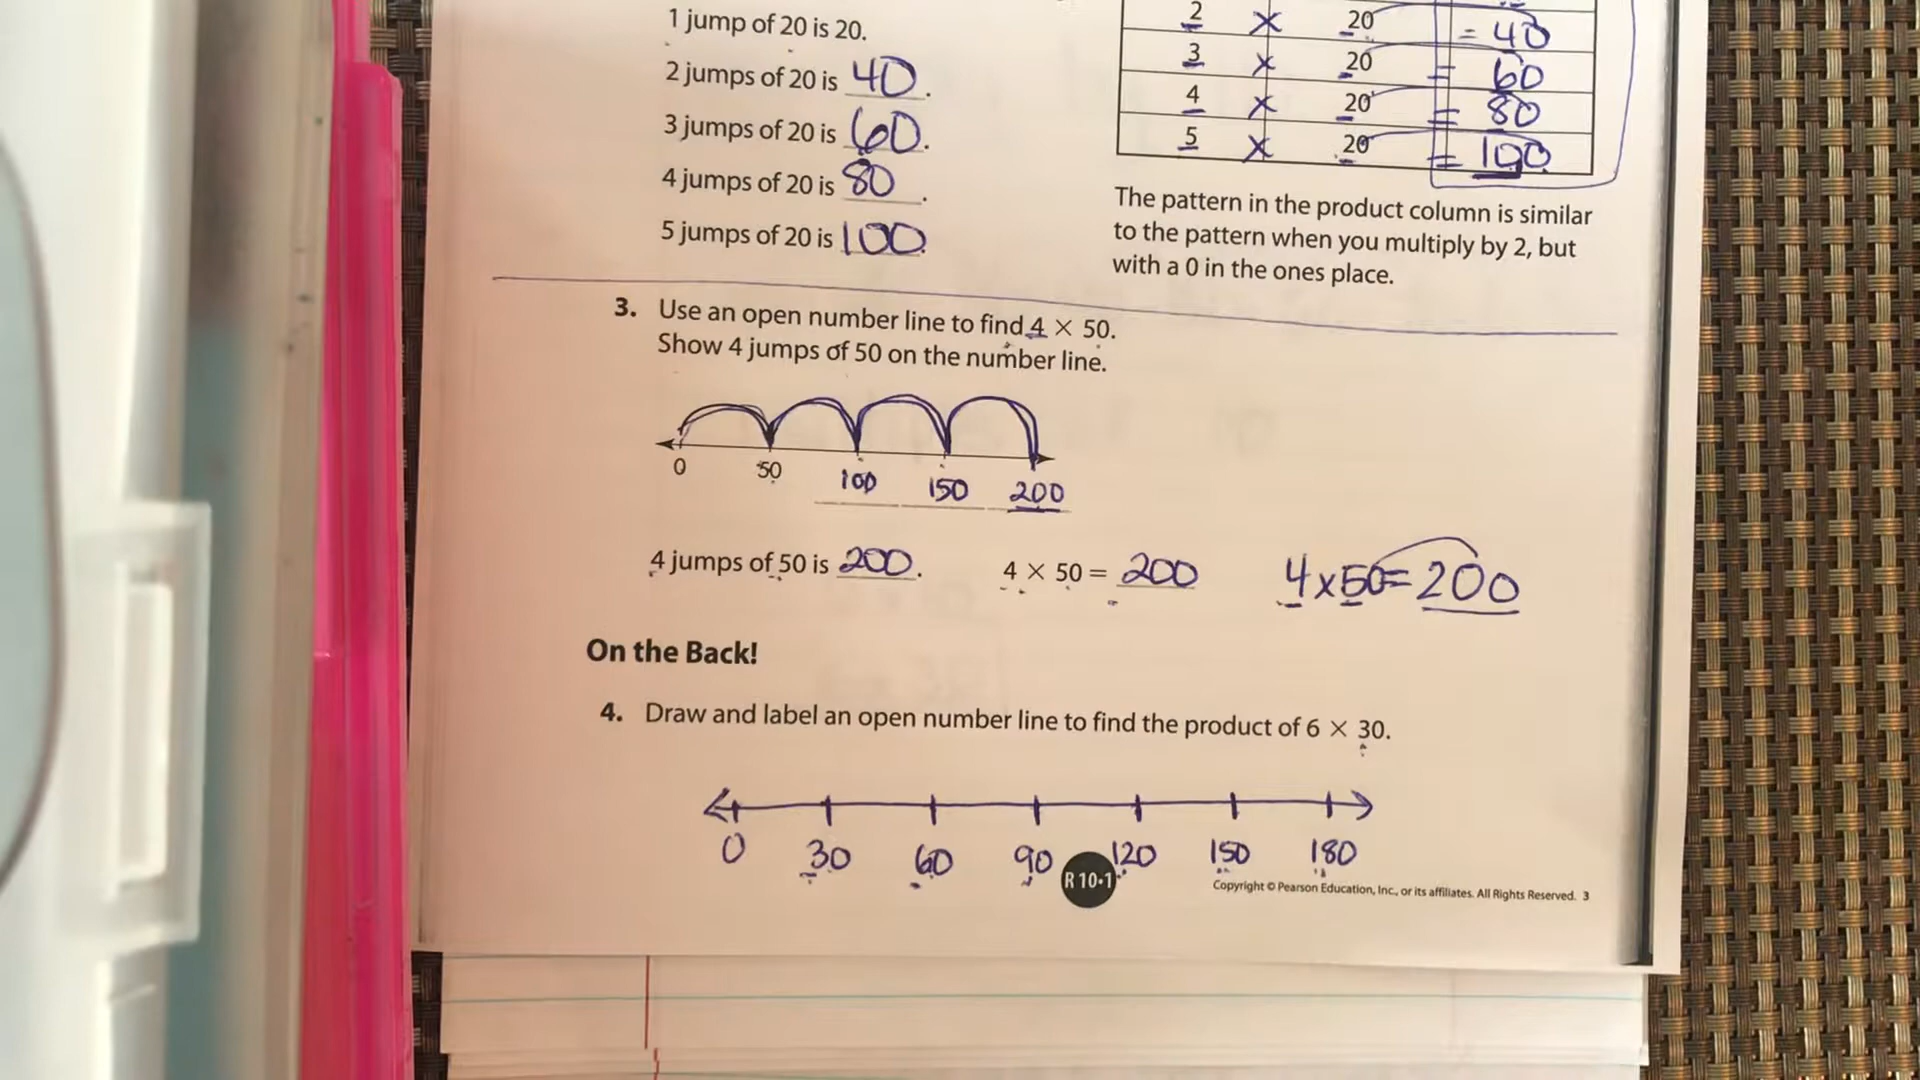 1 jump of 20 is 20.
2 jumps of 20 is 40.
3 jumps of 20 is 60.
4 jumps of 20 is 80.
5 jumps of 20 is 100.
2 × 20 = 40
3 × 20 = 60
4 × 20 = 80
5 × 20 = 100
The pattern in the product column is similar
to the pattern when you multiply by 2, but
with a 0 in the ones place.
3. Use an open number line to find 4 × 50.
Show 4 jumps of 50 on the number line.
0 50 100 150 200
4 jumps of 50 is 200. 4 × 50 = 200 4x50=200
On the Back!
4. Draw and label an open number line to find the product of 6 × 30.
0 30 60 90 120 150 180
R 10•1
Copyright © Pearson Education, Inc., or its affiliates. All Rights Reserved. 3